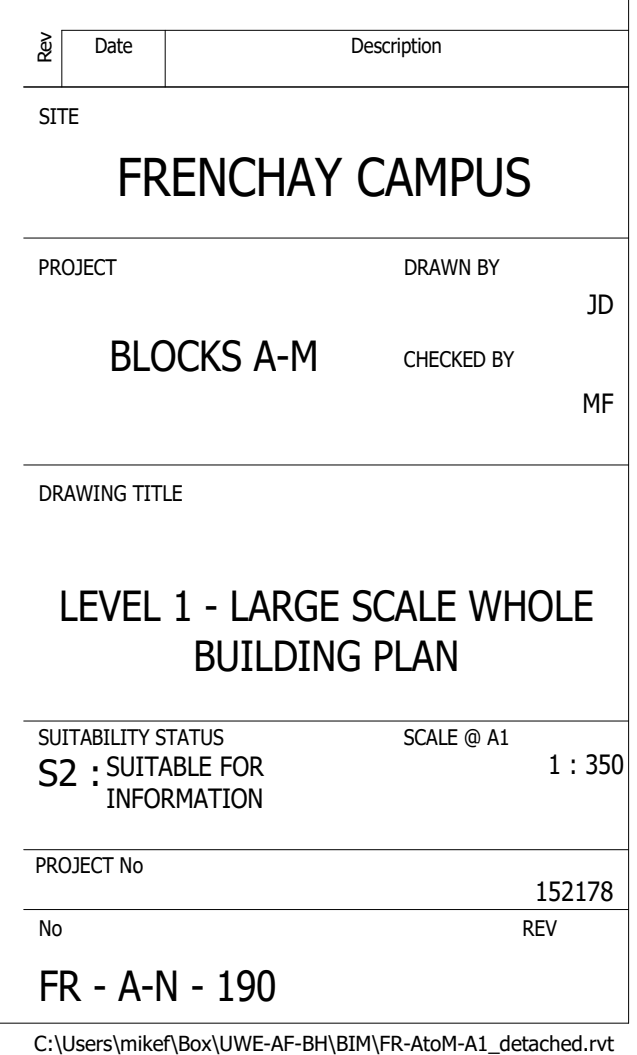 Rev Date Description
SITE
FRENCHAY CAMPUS
PROJECT
BLOCKS A-M
DRAWN BY
JD
CHECKED BY
MF
DRAWING TITLE
LEVEL 1 - LARGE SCALE WHOLE
BUILDING PLAN
SUITABILITY STATUS
S2 : SUITABLE FOR
INFORMATION
SCALE @ A1
1 : 350
PROJECT No
152178
No
FR - A-N - 190
REV
C:\Users\mikef\Box\UWE-AF-BH\BIM\FR-AtoM-A1_detached.rvt